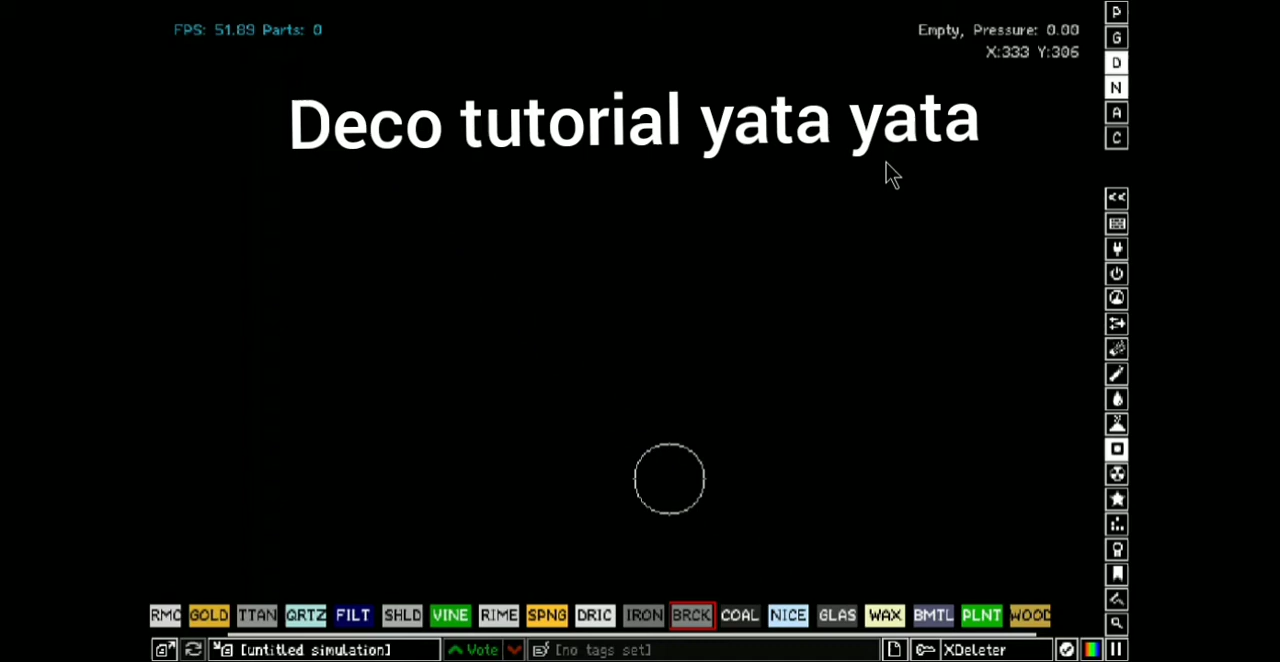 FPS: 51.89 Parts: 0
Empty, Pressure: 0.00
X:333 Y:306
Deco tutorial yata yata
P
G
D
N
A
C
<<
RMC GOLD TTAN QRTZ FILT SHLD VINE RIME SPNG DRIC IRON BRCK COAL NICE GLAS WAX BMTL PLNT WOOD
[untitled simulation] Vote [no tags set] XDeleter